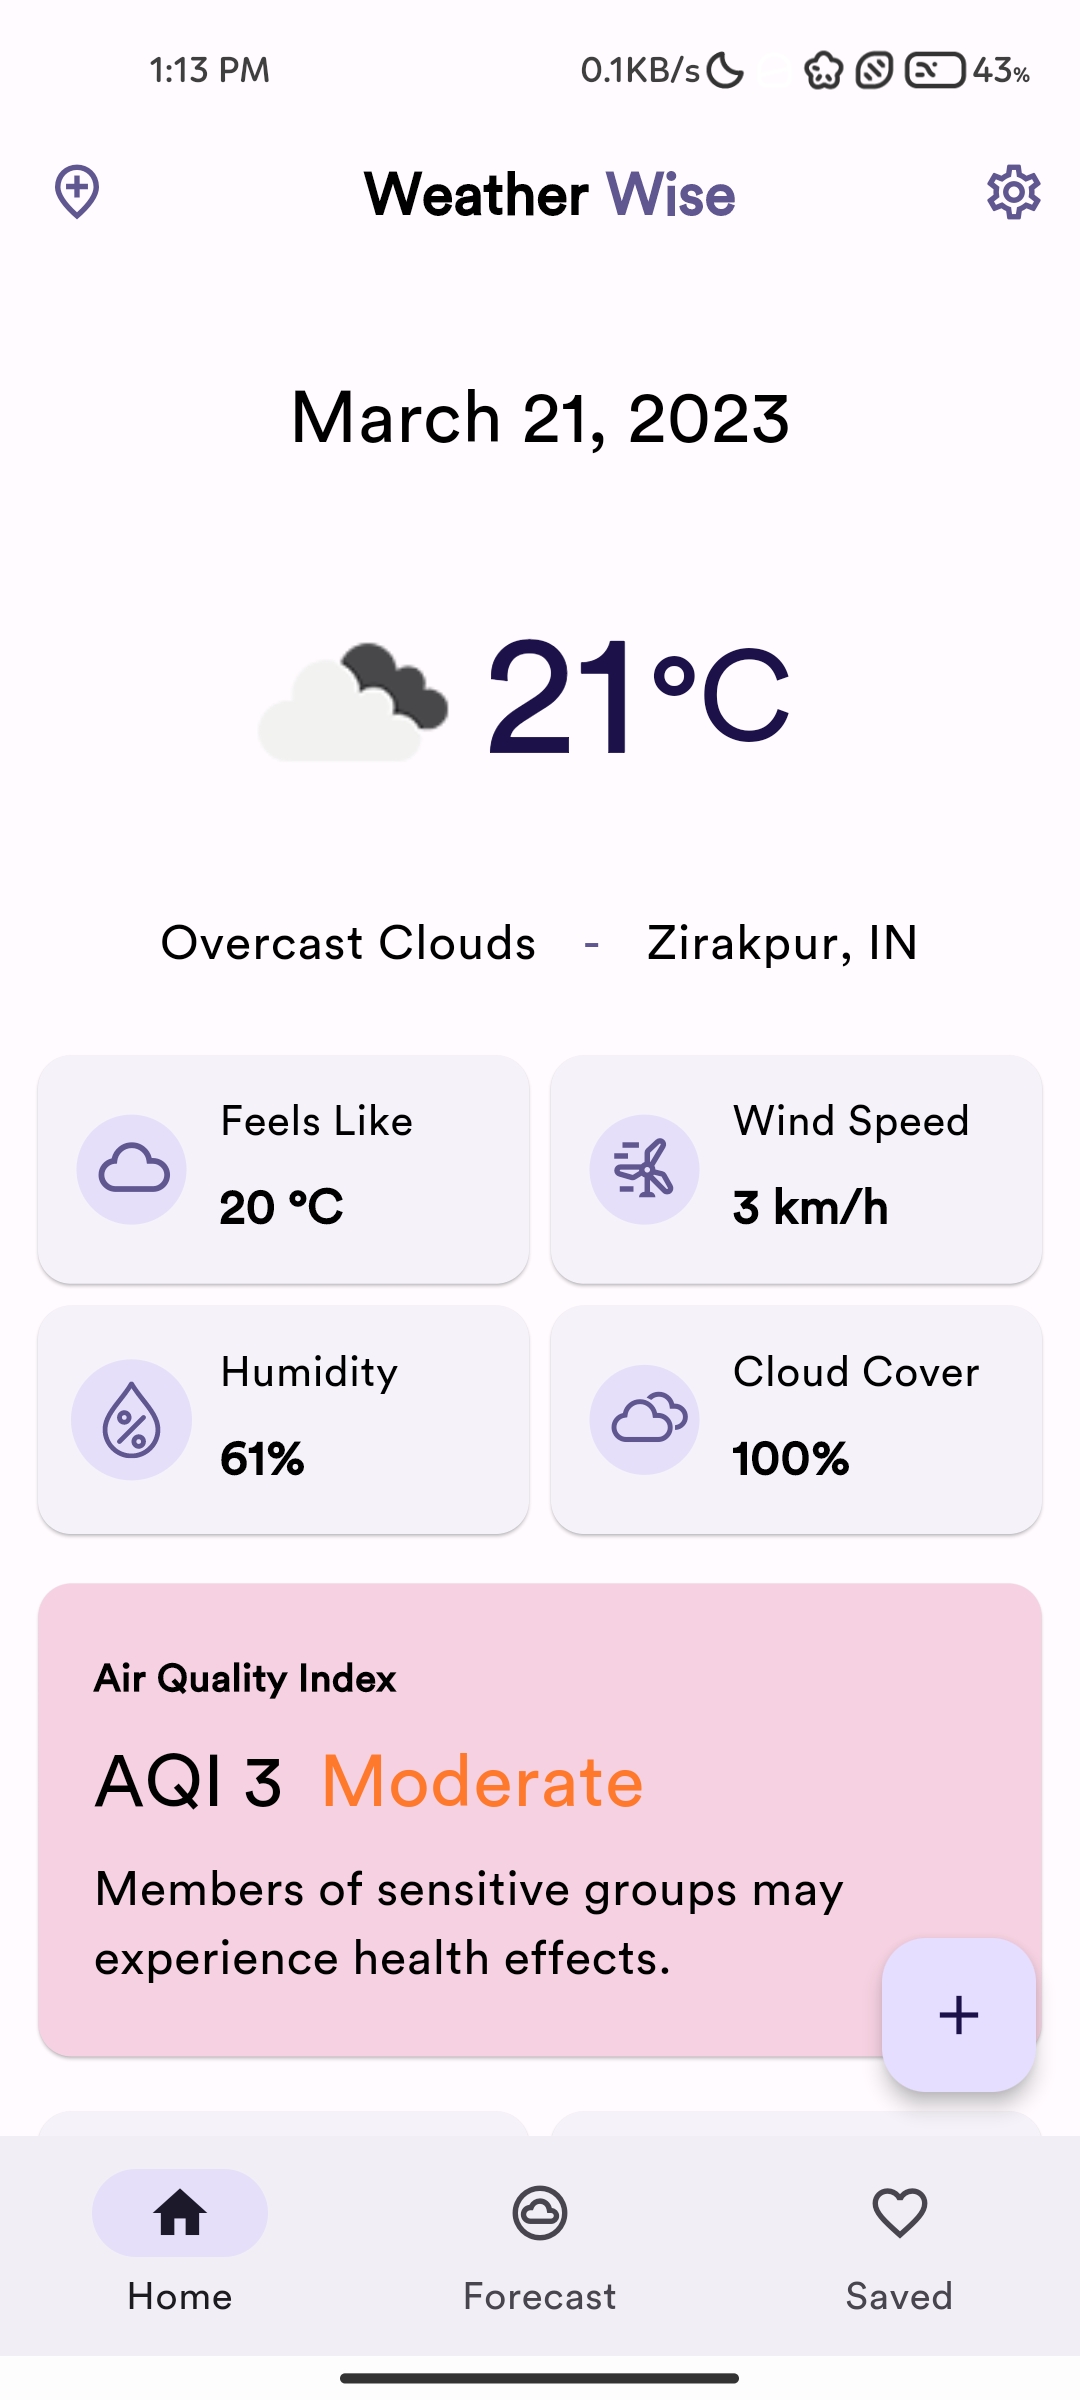 1:13 PM 0.1KB/s 43%
Weather Wise
March 21, 2023
21°C
Overcast Clouds - Zirakpur, IN
Feels Like
20 °C
Wind Speed
3 km/h
Humidity
61%
Cloud Cover
100%
Air Quality Index
AQI 3 Moderate
Members of sensitive groups may
experience health effects.
Home Forecast Saved